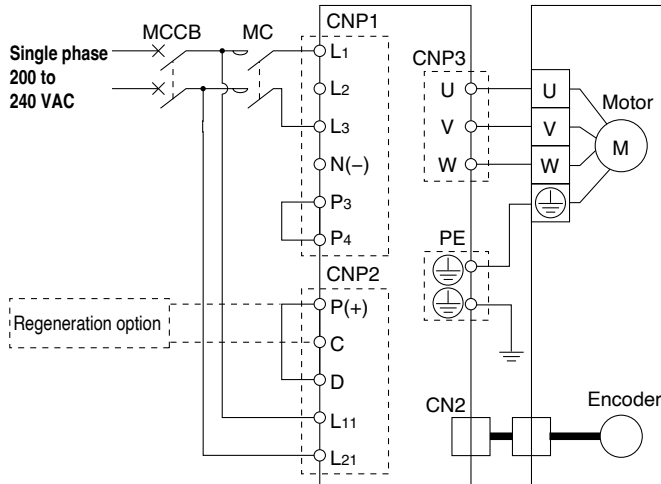 MCCB MC CNP1
Single phase
200 to
240 VAC
L1
L2
L3
N(−)
P3
P4
CNP3
U U
V V
W W
Motor
M
PE
CNP2
P(+)
Regeneration option
C
D
L11
L21
CN2
Encoder